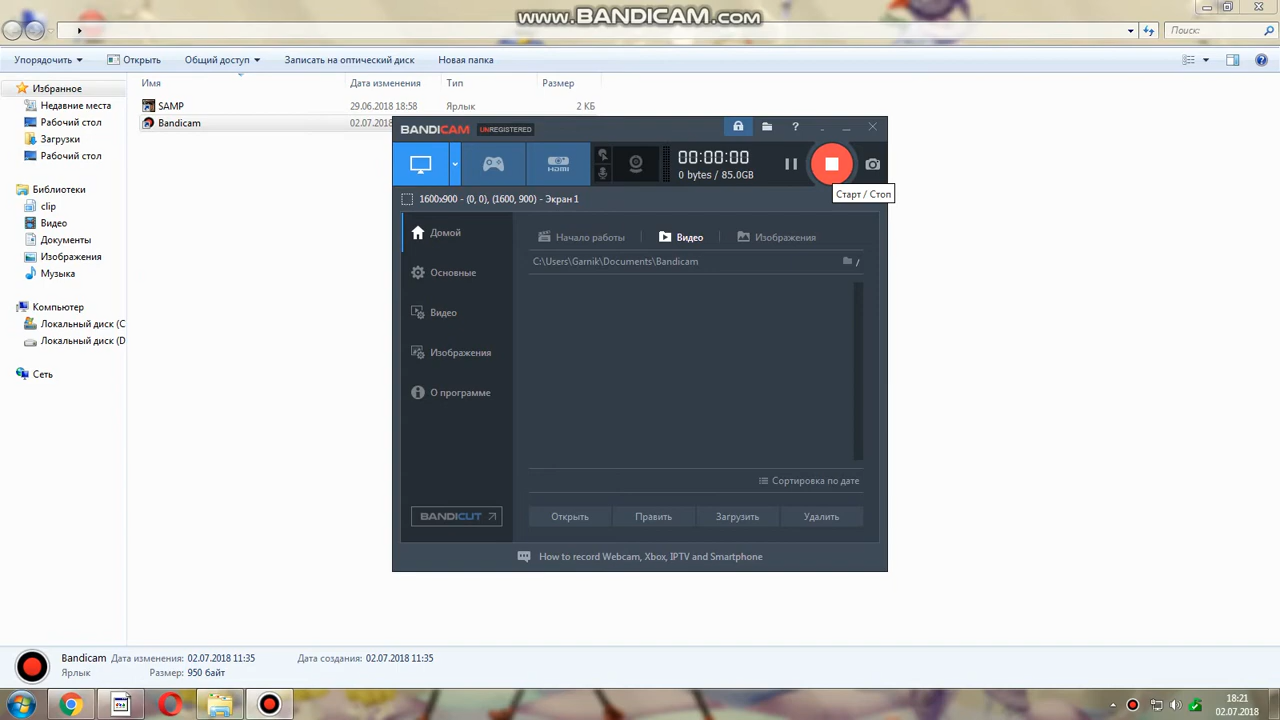 www.BANDICAM.com
Поиск:
Упорядочить
Открыть
Общий доступ
Записать на оптический диск
Новая папка
Избранное
Недавние места
Рабочий стол
Загрузки
Рабочий стол
Библиотеки
clip
Видео
Документы
Изображения
Музыка
Компьютер
Локальный диск (C
Локальный диск (D
Сеть
Имя
Дата изменения
Тип
Размер
SAMP
29.06.2018 18:58
Ярлык
2 КБ
Bandicam
02.07.2018
BANDICAM
UNREGISTERED
HDMI
00:00:00
0 bytes / 85.0GB
Старт / Стоп
1600x900 - (0, 0), (1600, 900) - Экран 1
Домой
Основные
Видео
Изображения
О программе
BANDICUT
Начало работы
Видео
Изображения
C:\Users\Garnik\Documents\Bandicam
Сортировка по дате
Открыть
Править
Загрузить
Удалить
How to record Webcam, Xbox, IPTV and Smartphone
Bandicam
Дата изменения: 02.07.2018 11:35
Дата создания: 02.07.2018 11:35
Ярлык
Размер: 950 байт
18:21
02.07.2018